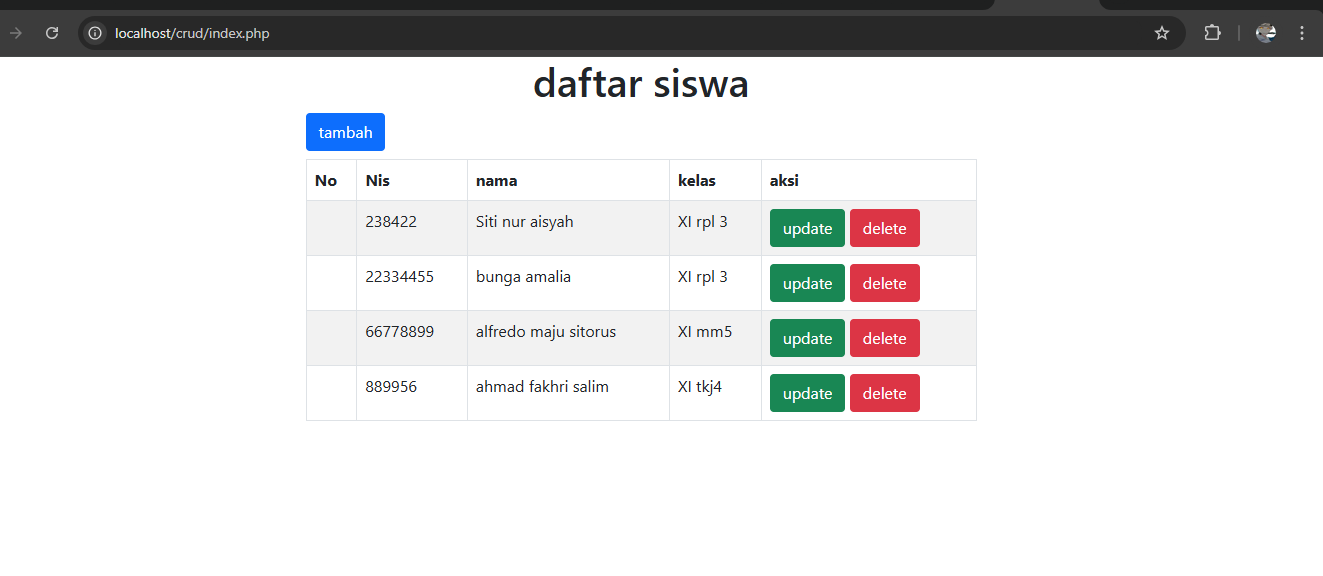 localhost/crud/index.php
daftar siswa
tambah
No Nis nama kelas aksi
238422 Siti nur aisyah XI rpl 3 update delete
22334455 bunga amalia XI rpl 3 update delete
66778899 alfredo maju sitorus XI mm5 update delete
889956 ahmad fakhri salim XI tkj4 update delete